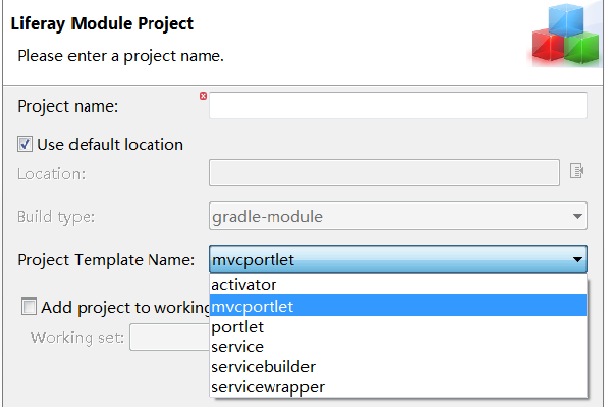 Liferay Module Project
Please enter a project name.
Project name:
Use default location
Location:
Build type:
gradle-module
Project Template Name:
mvcportlet
activator
mvcportlet
portlet
service
servicebuilder
servicewrapper
Add project to working
Working set: